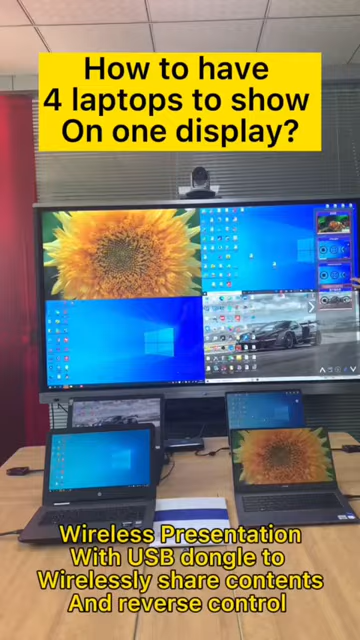 How to have
4 laptops to show
On one display?
Wireless Presentation
With USB dongle to
Wirelessly share contents
And reverse control